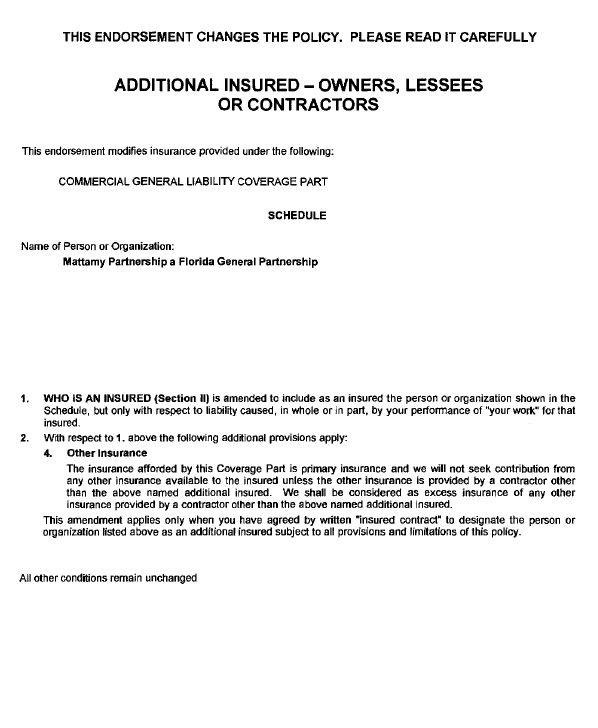 THIS ENDORSEMENT CHANGES THE POLICY.  PLEASE READ IT CAREFULLY
ADDITIONAL INSURED – OWNERS, LESSEES
OR CONTRACTORS
This endorsement modifies insurance provided under the following:
COMMERCIAL GENERAL LIABILITY COVERAGE PART
SCHEDULE
Name of Person or Organization:
Mattamy Partnership a Florida General Partnership
1. WHO IS AN INSURED (Section II) is amended to include as an insured the person or organization shown in the
Schedule, but only with respect to liability caused, in whole or in part, by your performance of "your work" for that
insured.
2. With respect to 1. above the following additional provisions apply:
4. Other Insurance
The insurance afforded by this Coverage Part is primary insurance and we will not seek contribution from
any other insurance available to the insured unless the other insurance is provided by a contractor other
than the above named additional insured.  We shall be considered as excess insurance of any other
insurance provided by a contractor other than the above named additional insured.
This amendment applies only when you have agreed by written "insured contract" to designate the person or
organization listed above as an additional insured subject to all provisions and limitations of this policy.
All other conditions remain unchanged